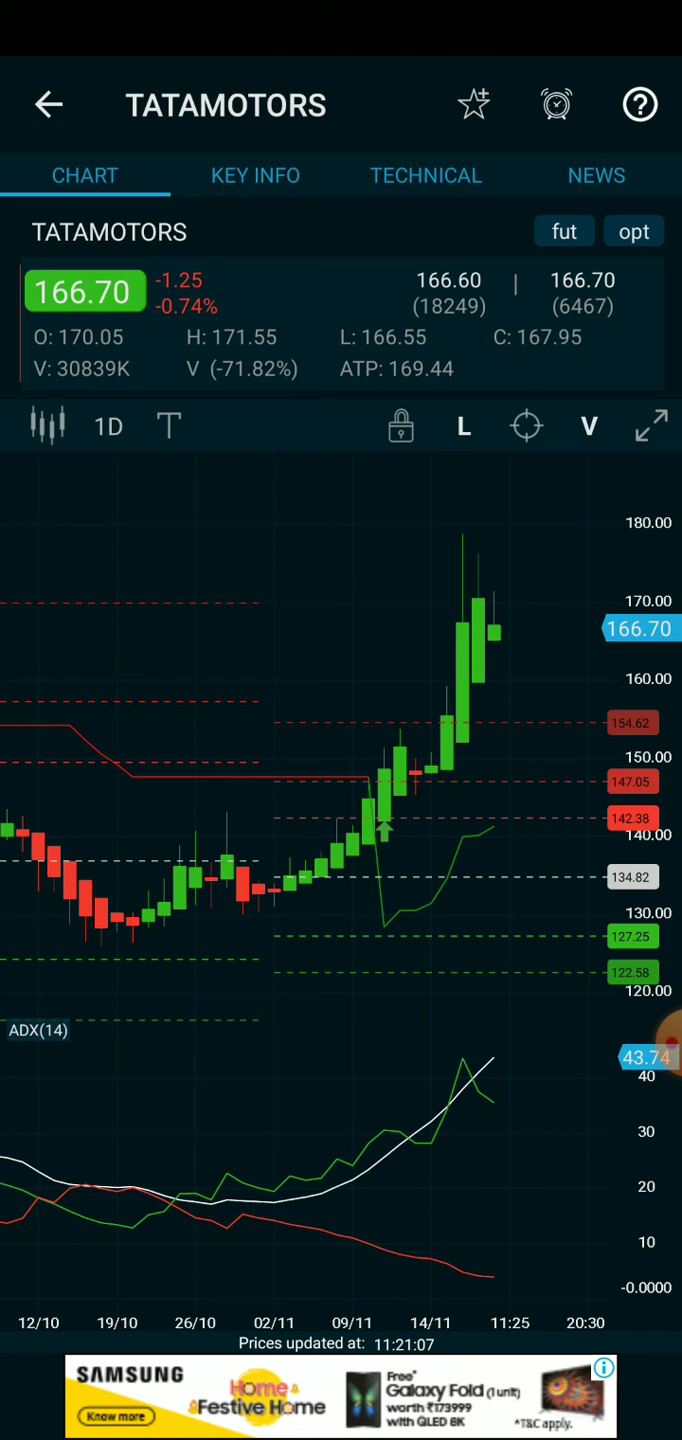 TATAMOTORS
CHART KEY INFO TECHNICAL NEWS
TATAMOTORS fut opt
166.70 -1.25 166.60 | 166.70
-0.74% (18249) (6467)
O: 170.05 H: 171.55 L: 166.55 C: 167.95
V: 30839K V (-71.82%) ATP: 169.44
1D T L V
180.00
170.00
166.70
160.00
154.62
150.00
147.05
142.38
140.00
134.82
130.00
127.25
122.58
120.00
ADX(14)
43.74
40
30
20
10
-0.0000
12/10 19/10 26/10 02/11 09/11 14/11 11:25 20:30
Prices updated at: 11:21:07
SAMSUNG
Know more
Home
Festive Home
Free*
Galaxy Fold (1 unit)
worth ₹173999
with QLED 8K
*T&C apply.